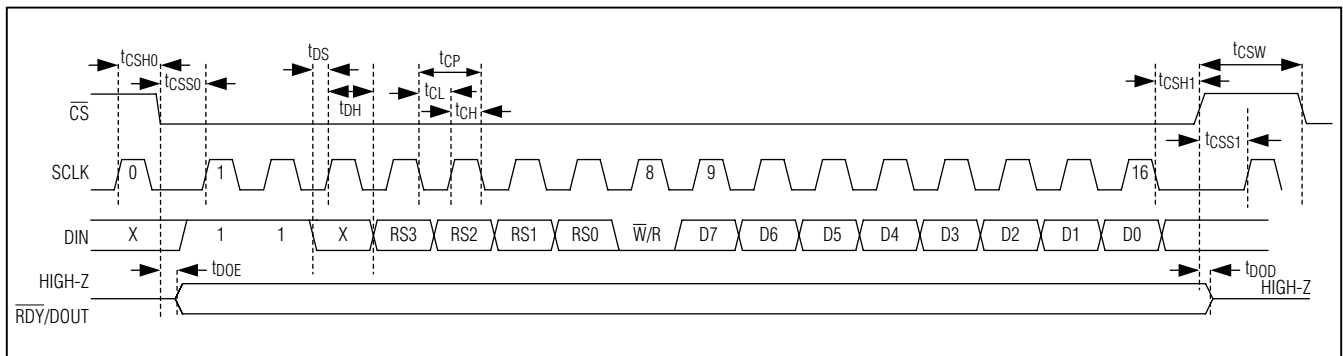 tCSH0 tDS tCP tCSW
tCSS0 tCL tCSH1
CS tDH tCH
tCSS1
SCLK 0 1 8 9 16
DIN X 1 1 X RS3 RS2 RS1 RS0 W/R D7 D6 D5 D4 D3 D2 D1 D0
HIGH-Z tDOE tDOD HIGH-Z
RDY/DOUT